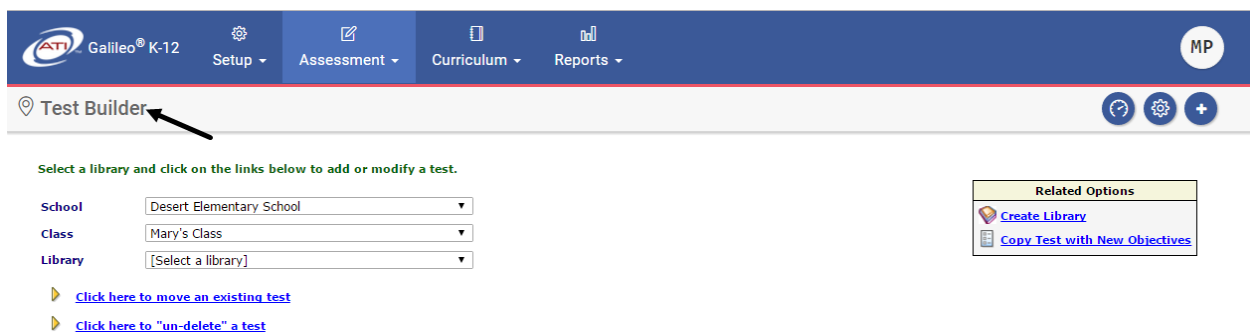 ATI Galileo® K-12
Setup
Assessment
Curriculum
Reports
MP
Test Builder
Select a library and click on the links below to add or modify a test.
School Desert Elementary School
Class Mary's Class
Library [Select a library]
Click here to move an existing test
Click here to "un-delete" a test
Related Options
Create Library
Copy Test with New Objectives